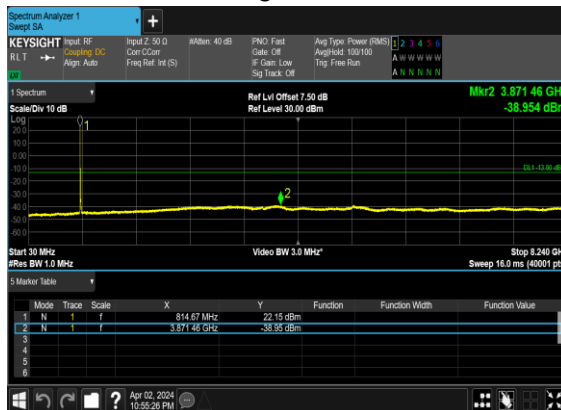 Spectrum Analyzer 1
Swept SA
KEYSIGHT Input: RF Input Z: 50 Ω #Atten: 40 dB PNO: Fast Avg Type: Power (RMS) 1 2 3 4 5 6
RLT Coupling: DC Corr CCorr Gate: Off Avg|Hold: 100/100 A W W W W W
Align: Auto Freq Ref: Int (S) IF Gain: Low Trig: Free Run
LXI Sig Track: Off A N N N N N
1 Spectrum Ref Lvl Offset 7.50 dB Mkr2 3.871 46 GH
Scale/Div 10 dB Ref Level 30.00 dBm -38.954 dBr
Log
20.0 1
10.0
0.00
-10.0 DL1 -13.00 dB
-20.0
-30.0 2
-40.0
-50.0
-60.0
Start 30 MHz Video BW 3.0 MHz* Stop 8.240 GH
#Res BW 1.0 MHz Sweep 16.0 ms (40001 pt
5 Marker Table
Mode Trace Scale X Y Function Function Width Function Value
1 N 1 f 814.67 MHz 22.15 dBm
2 N 1 f 3.871 46 GHz -38.95 dBm
3
4
5
6
? Apr 02, 2024
10:55:26 PM